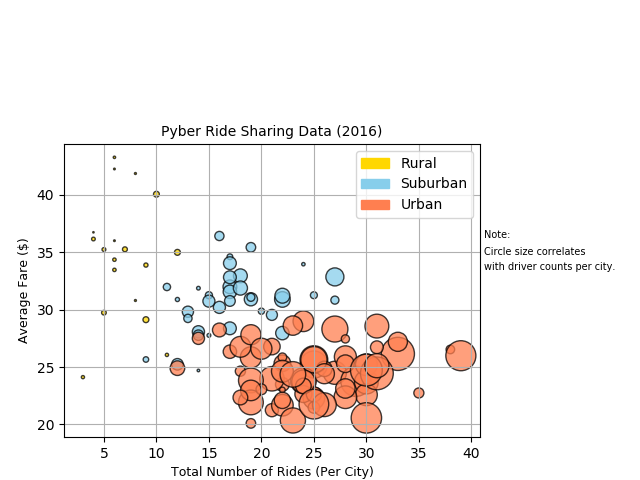 Pyber Ride Sharing Data (2016)
Rural
Suburban
Urban
40
35
30
25
20
Average Fare ($)
5
10
15
20
25
30
35
40
Total Number of Rides (Per City)
Note:
Circle size correlates
with driver counts per city.